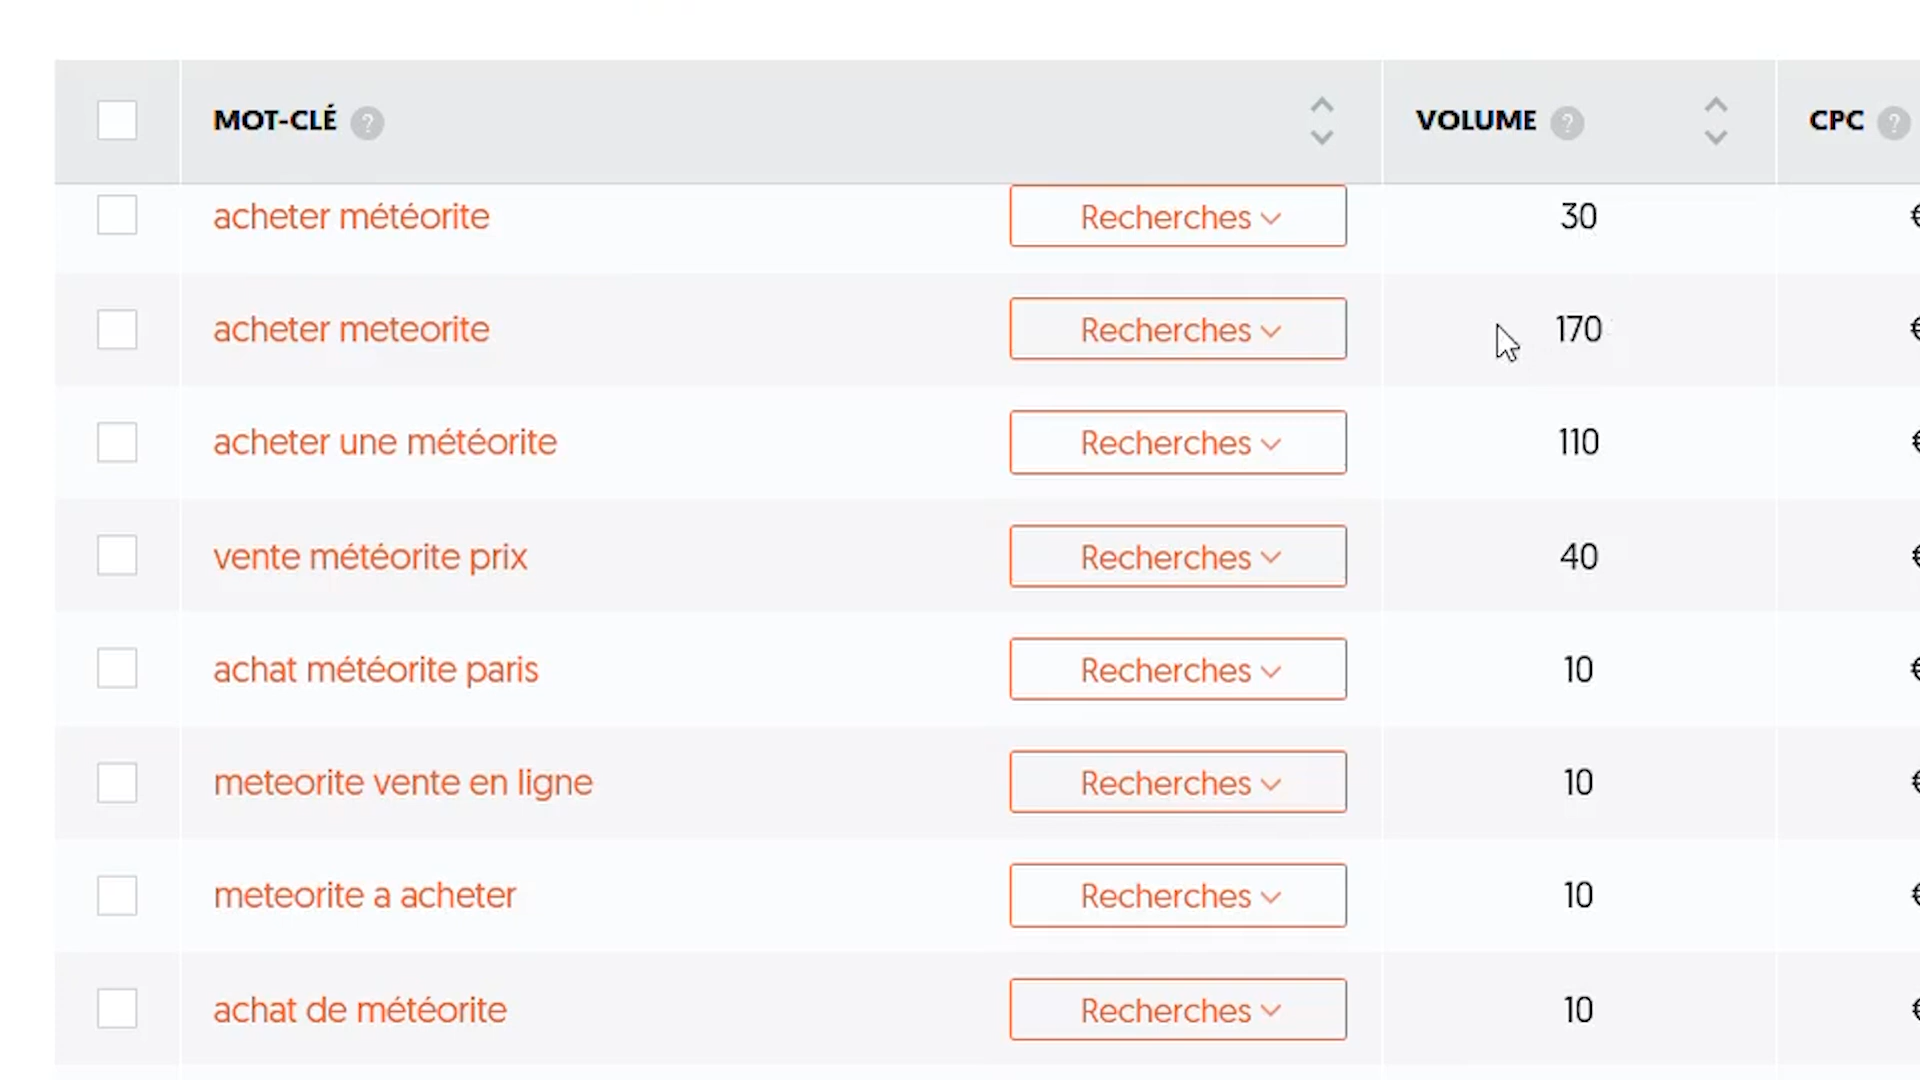 MOT-CLÉ ? VOLUME ? CPC ?
acheter météorite Recherches 30 €
acheter meteorite Recherches 170 €
acheter une météorite Recherches 110 €
vente météorite prix Recherches 40 €
achat météorite paris Recherches 10 €
meteorite vente en ligne Recherches 10 €
meteorite a acheter Recherches 10 €
achat de météorite Recherches 10 €